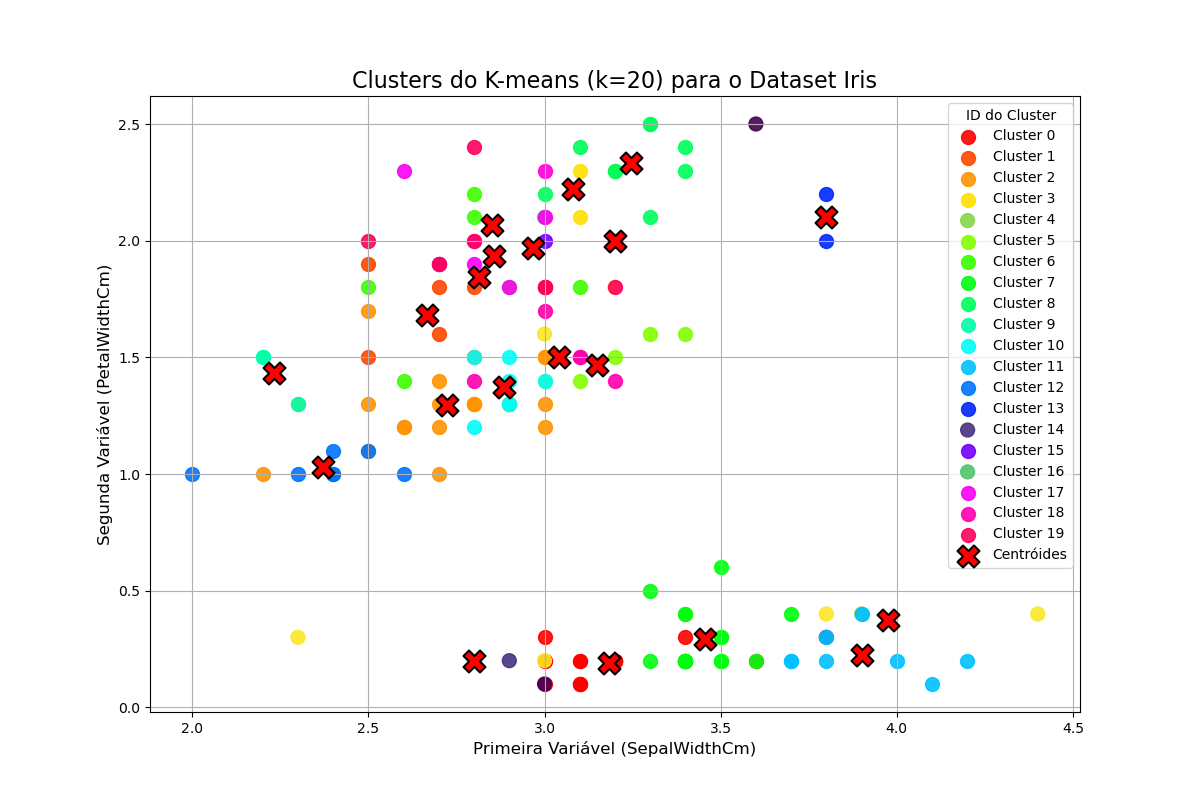 Clusters do K-means (k=20) para o Dataset Iris
Segunda Variável (PetalWidthCm)
2.5
2.0
1.5
1.0
0.5
0.0
2.0
2.5
3.0
3.5
4.0
4.5
Primeira Variável (SepalWidthCm)
ID do Cluster
Cluster 0
Cluster 1
Cluster 2
Cluster 3
Cluster 4
Cluster 5
Cluster 6
Cluster 7
Cluster 8
Cluster 9
Cluster 10
Cluster 11
Cluster 12
Cluster 13
Cluster 14
Cluster 15
Cluster 16
Cluster 17
Cluster 18
Cluster 19
Centróides